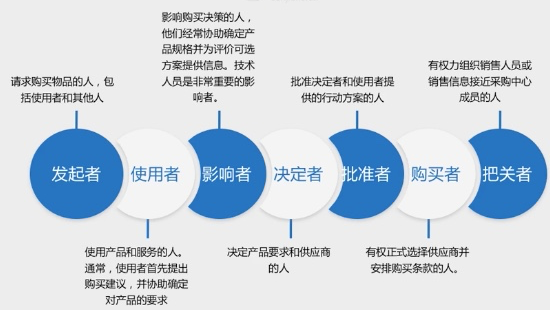 影响购买决策的人，
他们经常协助确定产
品规格并为评价可选
方案提供信息。技术
人员是非常重要的影
响者。
请求购买物品的人，包
括使用者和其他人
批准决定者和使用者提
供的行动方案的人
有权力组织销售人员或
销售信息接近采购中心
成员的人
发起者
使用者
影响者
决定者
批准者
购买者
把关者
使用产品和服务的人。
通常，使用者首先提出
购买建议，并协助确定
对产品的要求
决定产品要求和供应商
的人
有权正式选择供应商并
安排购买条款的人。